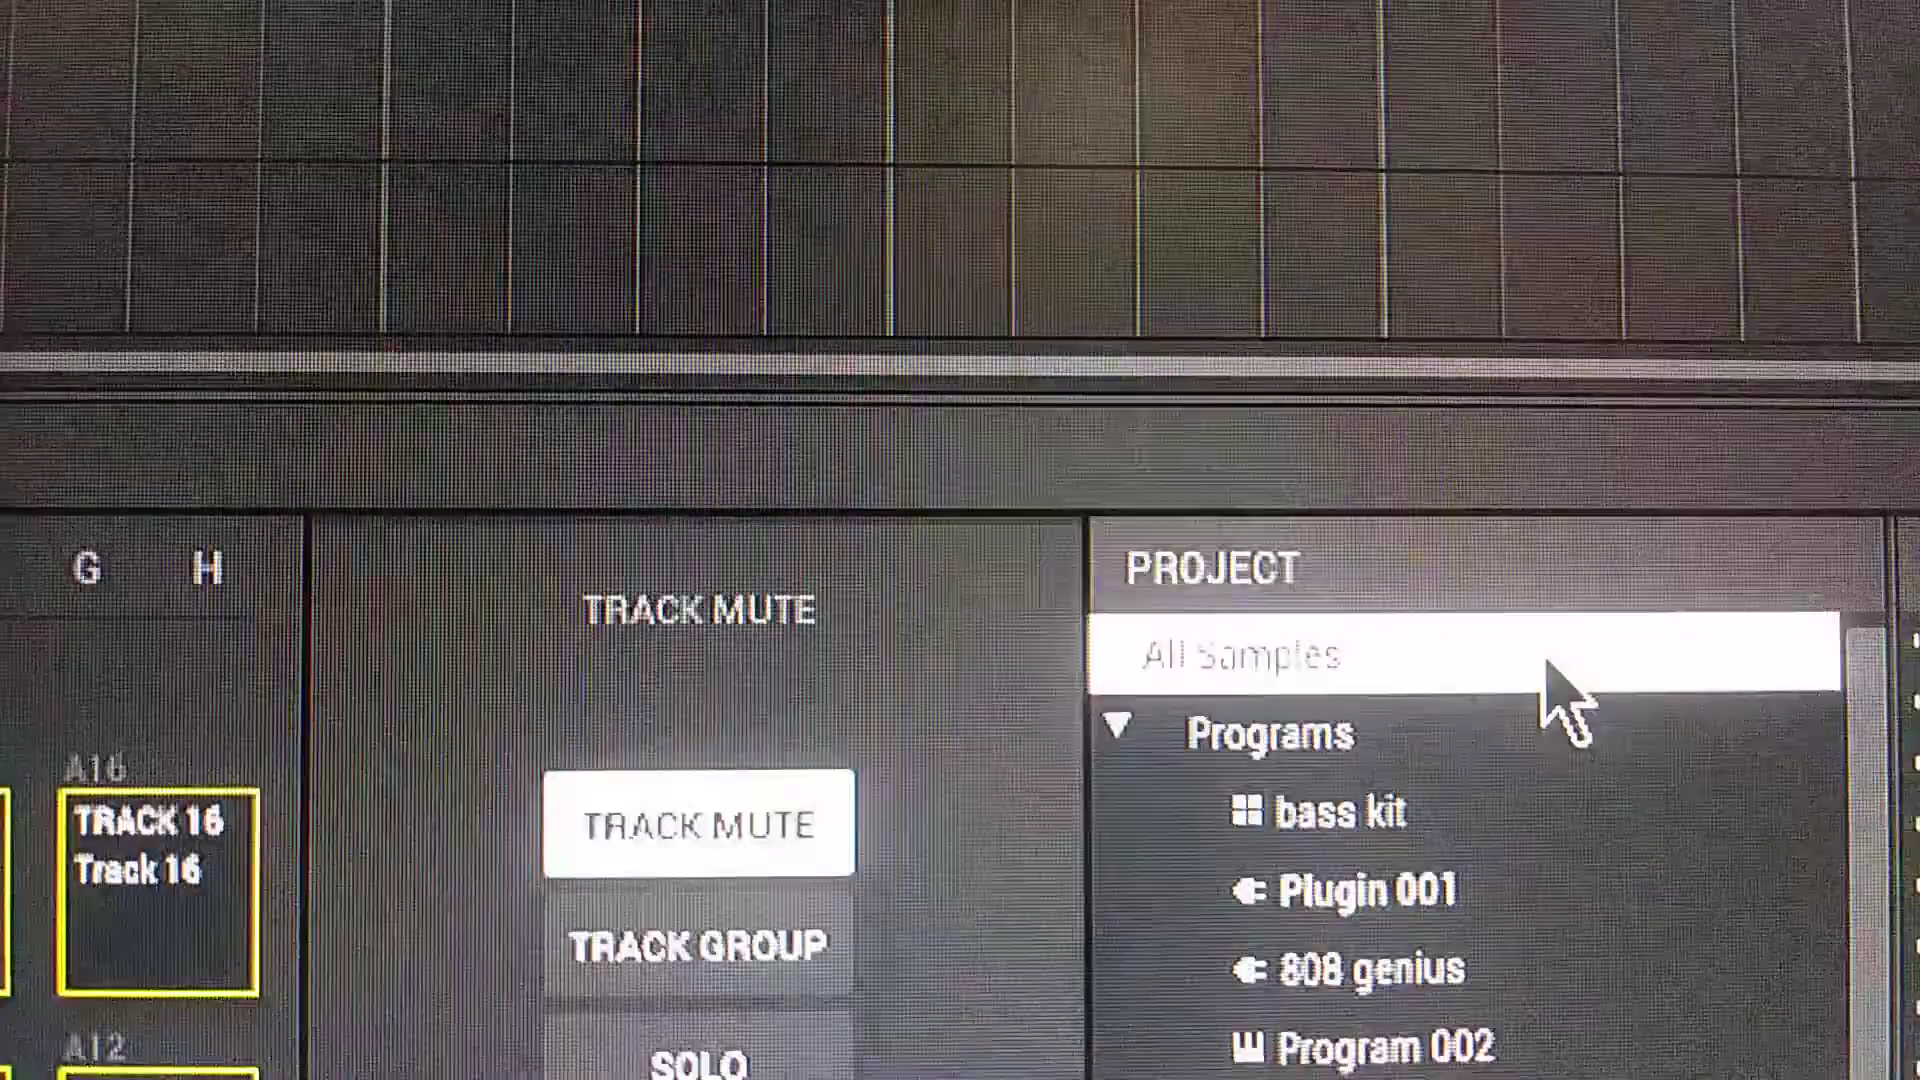 G H
TRACK MUTE
PROJECT
All Samples
Programs
A16
TRACK 16
Track 16
TRACK MUTE
bass kit
Plugin 001
TRACK GROUP
808 genius
A12
SOLO
Program 002